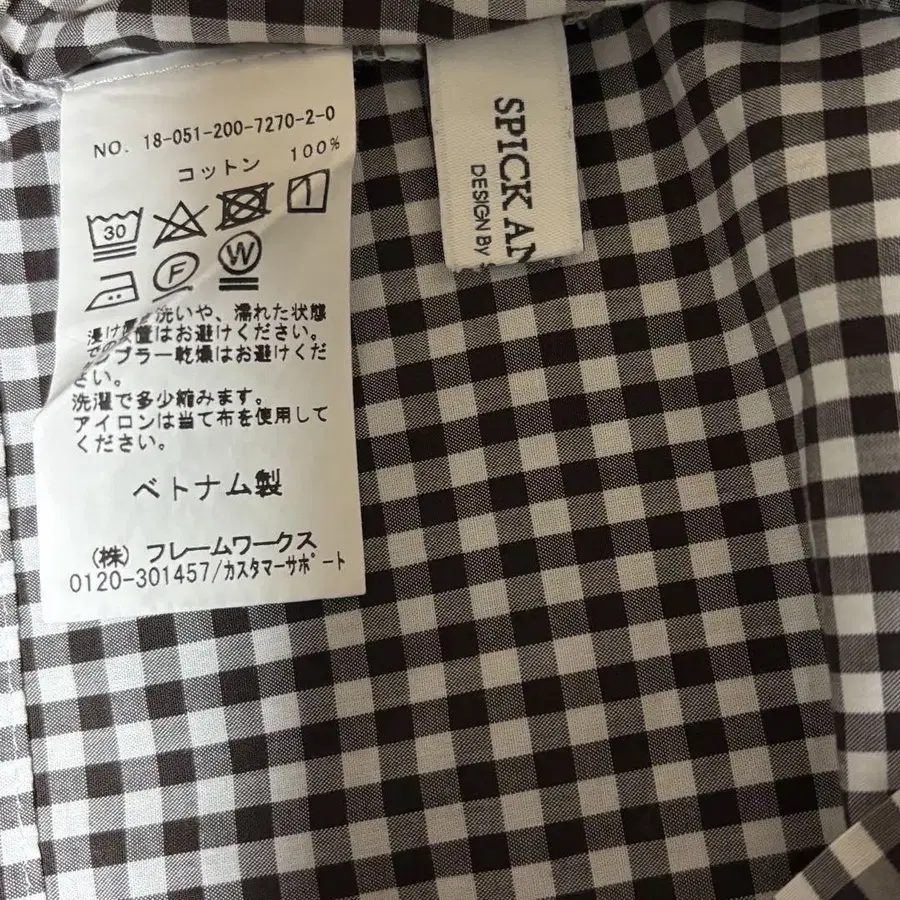 NO. 18-051-200-7270-2-0
コットン 100%
30
F
W
洗いや、濡れた状態
浸け置はお避けください。
ブラー乾燥はお避けくだ
さい。
洗濯で多少縮みます。
アイロンは当て布を使用して
ください。
ベトナム製
(株) フレームワークス
0120-301457/カスタマーサポート
SPICK AN
DESIGN By